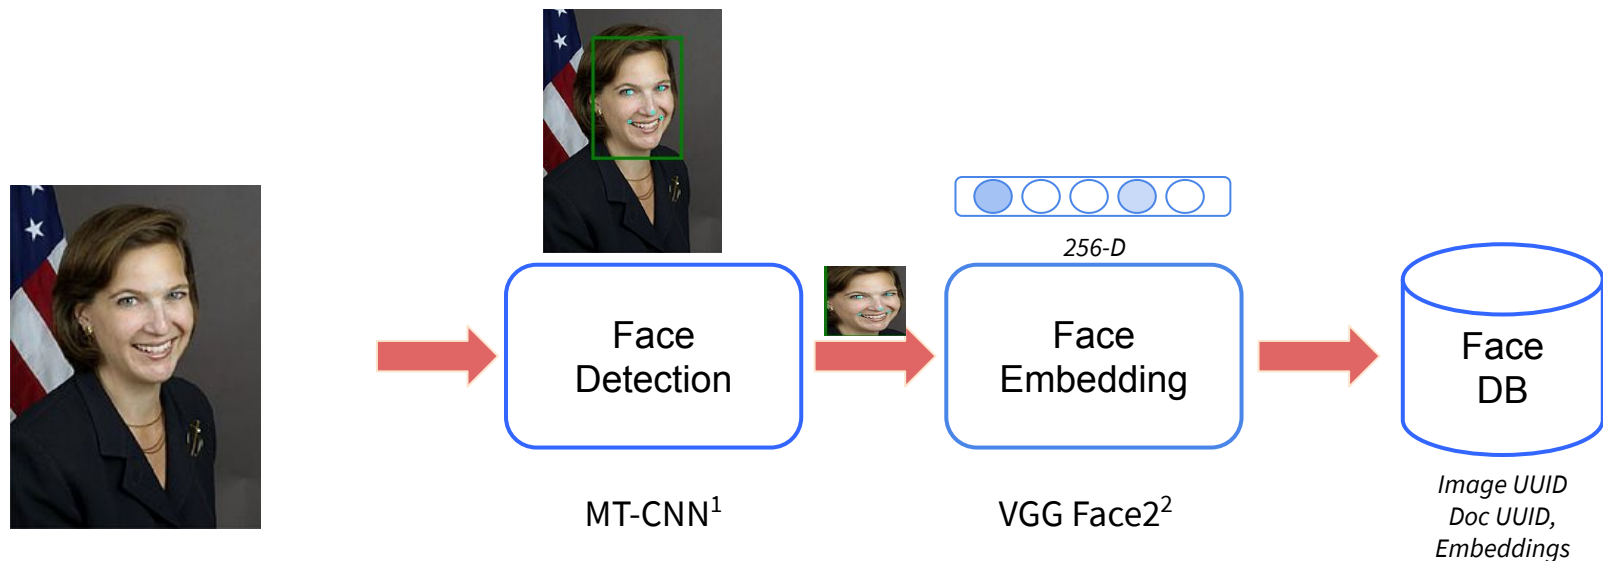 256-D
Face
Detection
Face
Embedding
Face
DB
MT-CNN¹
VGG Face2²
Image UUID
Doc UUID,
Embeddings